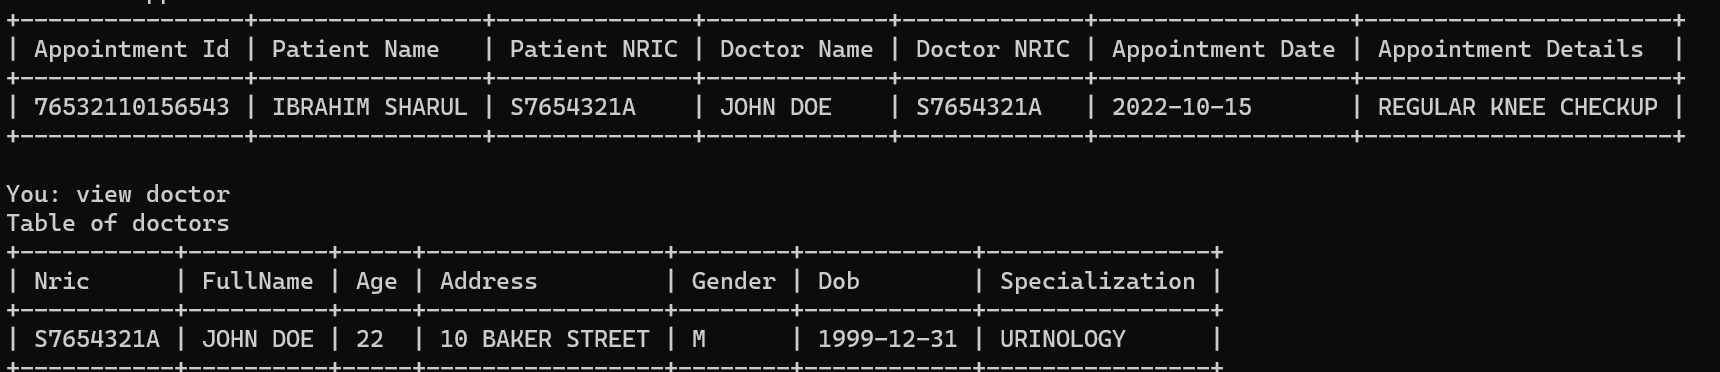 | Appointment Id | Patient Name | Patient NRIC | Doctor Name | Doctor NRIC | Appointment Date | Appointment Details |
| 76532110156543 | IBRAHIM SHARUL | S7654321A | JOHN DOE | S7654321A | 2022-10-15 | REGULAR KNEE CHECKUP |
You: view doctor
Table of doctors
| Nric | FullName | Age | Address | Gender | Dob | Specialization |
| S7654321A | JOHN DOE | 22 | 10 BAKER STREET | M | 1999-12-31 | URINOLOGY |